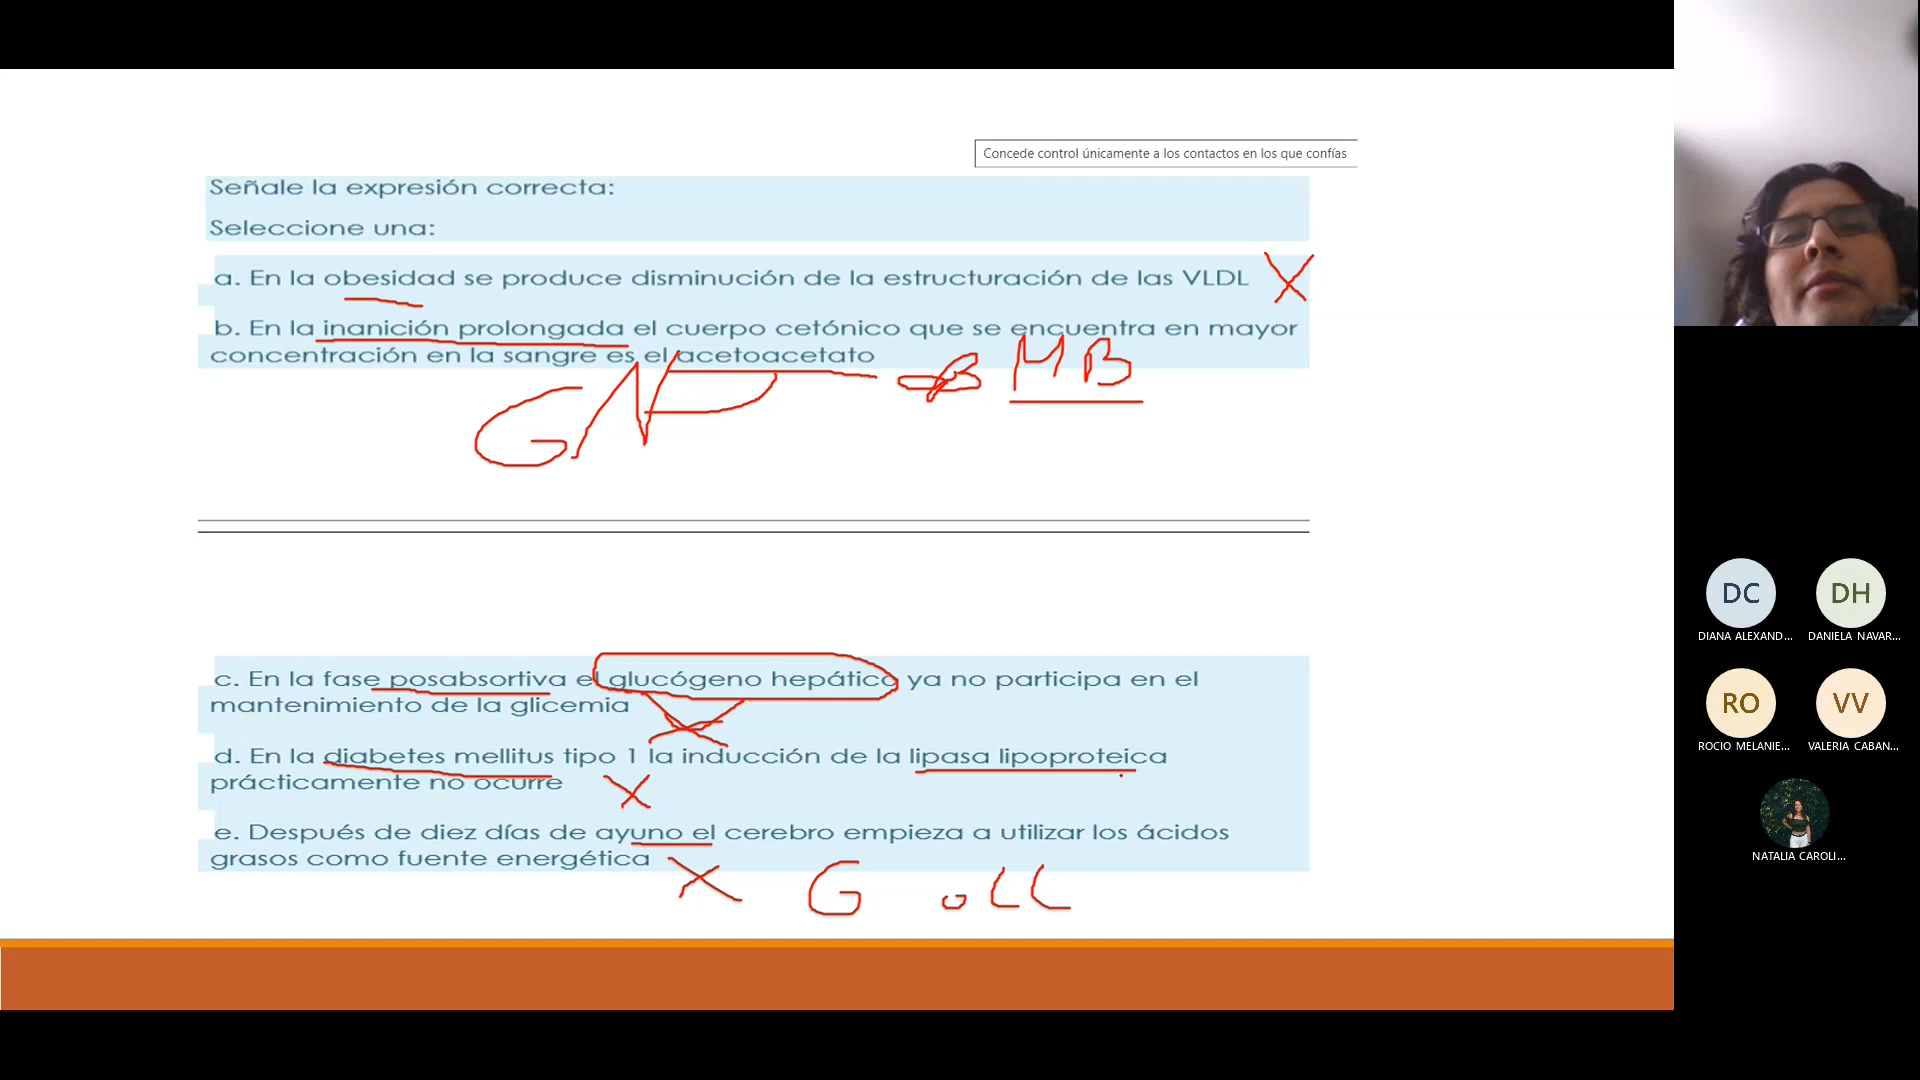 Concede control únicamente a los contactos en los que confías
Señale la expresión correcta:
Seleccione una:
a. En la obesidad se produce disminución de la estructuración de las VLDL X
b. En la inanición prolongada el cuerpo cetónico que se encuentra en mayor
concentración en la sangre es el acetoacetato
HB
c. En la fase posabsortiva el glucógeno hepático ya no participa en el
mantenimiento de la glicemia
d. En la diabetes mellitus tipo 1 la inducción de la lipasa lipoproteica
prácticamente no ocurre X
e. Después de diez días de ayuno el cerebro empieza a utilizar los ácidos
grasos como fuente energética X
G o CC
DC
DH
DIANA ALEXAND...
DANIELA NAVAR...
RO
VV
ROCIO MELANIE...
VALERIA CABAN...
NATALIA CAROLI...